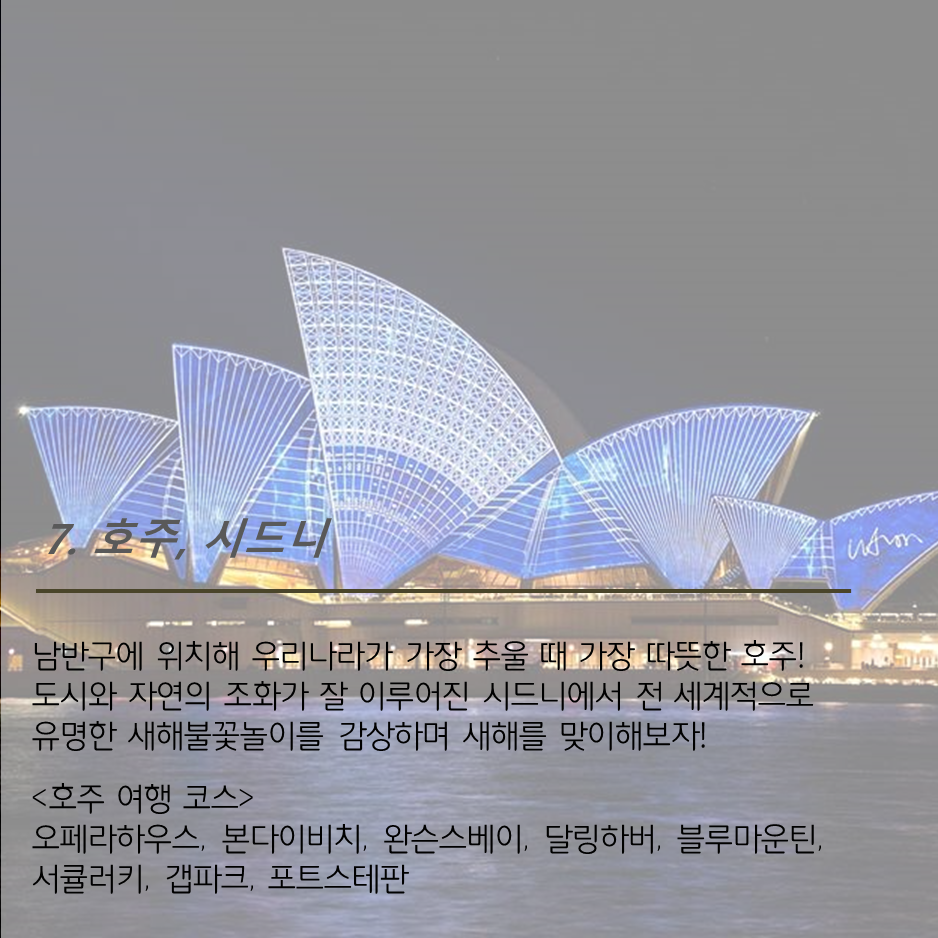 7. 호주, 시드니
남반구에 위치해 우리나라가 가장 추울 때 가장 따뜻한 호주!
도시와 자연의 조화가 잘 이루어진 시드니에서 전 세계적으로
유명한 새해불꽃놀이를 감상하며 새해를 맞이해보자!
<호주 여행 코스>
오페라하우스, 본다이비치, 완슨스베이, 달링하버, 블루마운틴,
서큘러키, 갭파크, 포트스테판